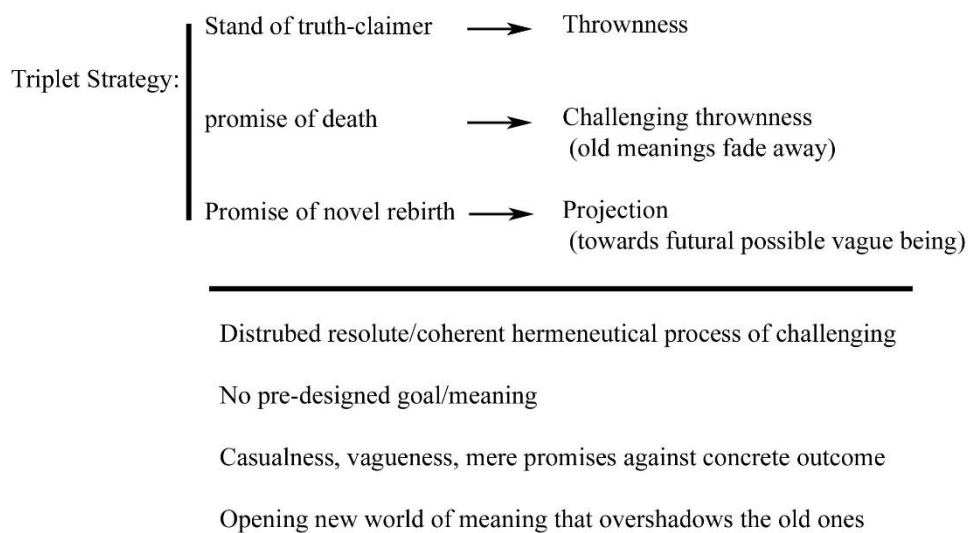 Stand of truth-claimer Thrownness
Triplet Strategy:
promise of death Challenging thrownness
(old meanings fade away)
Promise of novel rebirth Projection
(towards futural possible vague being)
Distrubed resolute/coherent hermeneutical process of challenging
No pre-designed goal/meaning
Casualness, vagueness, mere promises against concrete outcome
Opening new world of meaning that overshadows the old ones